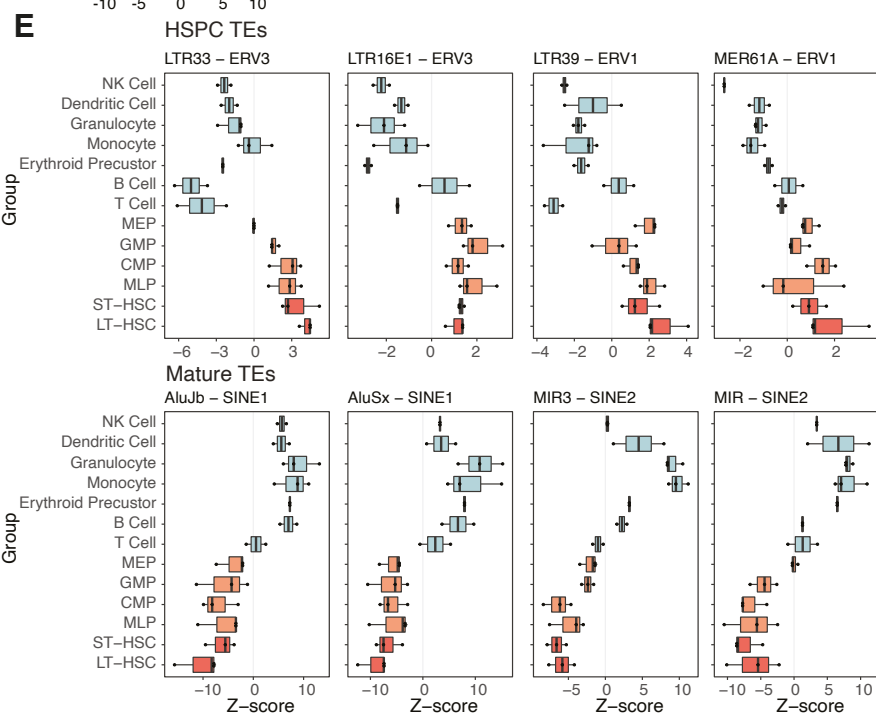 -10 -5 0 5 10
E
HSPC TEs
LTR33 – ERV3 LTR16E1 – ERV3 LTR39 – ERV1 MER61A – ERV1
NK Cell
Dendritic Cell
Granulocyte
Monocyte
Erythroid Precustor
B Cell
T Cell
MEP
GMP
CMP
MLP
ST−HSC
LT−HSC
Group
−6 −3 0 3 −2 0 2 −4 −2 0 2 4 −2 0 2
Mature TEs
AluJb – SINE1 AluSx – SINE1 MIR3 – SINE2 MIR – SINE2
NK Cell
Dendritic Cell
Granulocyte
Monocyte
Erythroid Precustor
B Cell
T Cell
MEP
GMP
CMP
MLP
ST−HSC
LT−HSC
Group
−10 0 10 −10 0 10 −5 0 5 10 −10 −5 0 5 10
Z−score Z−score Z−score Z−score